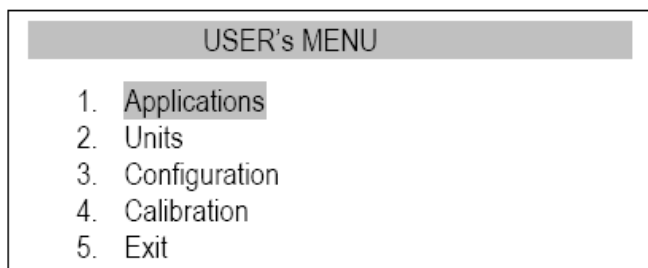 USER's MENU
1. Applications
2. Units
3. Configuration
4. Calibration
5. Exit